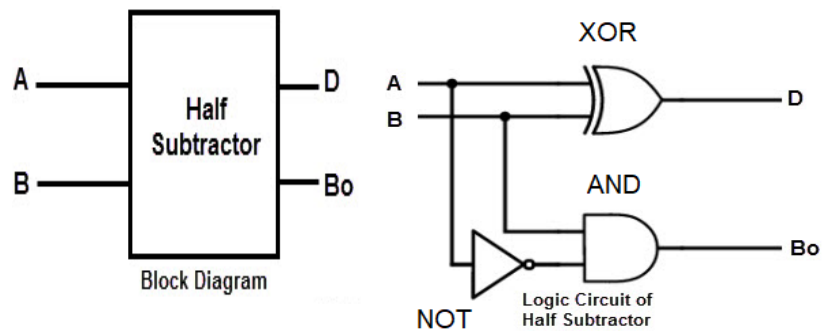 A
B
Half
Subtractor
D
Bo
Block Diagram
XOR
A
B
D
AND
Bo
NOT
Logic Circuit of
Half Subtractor